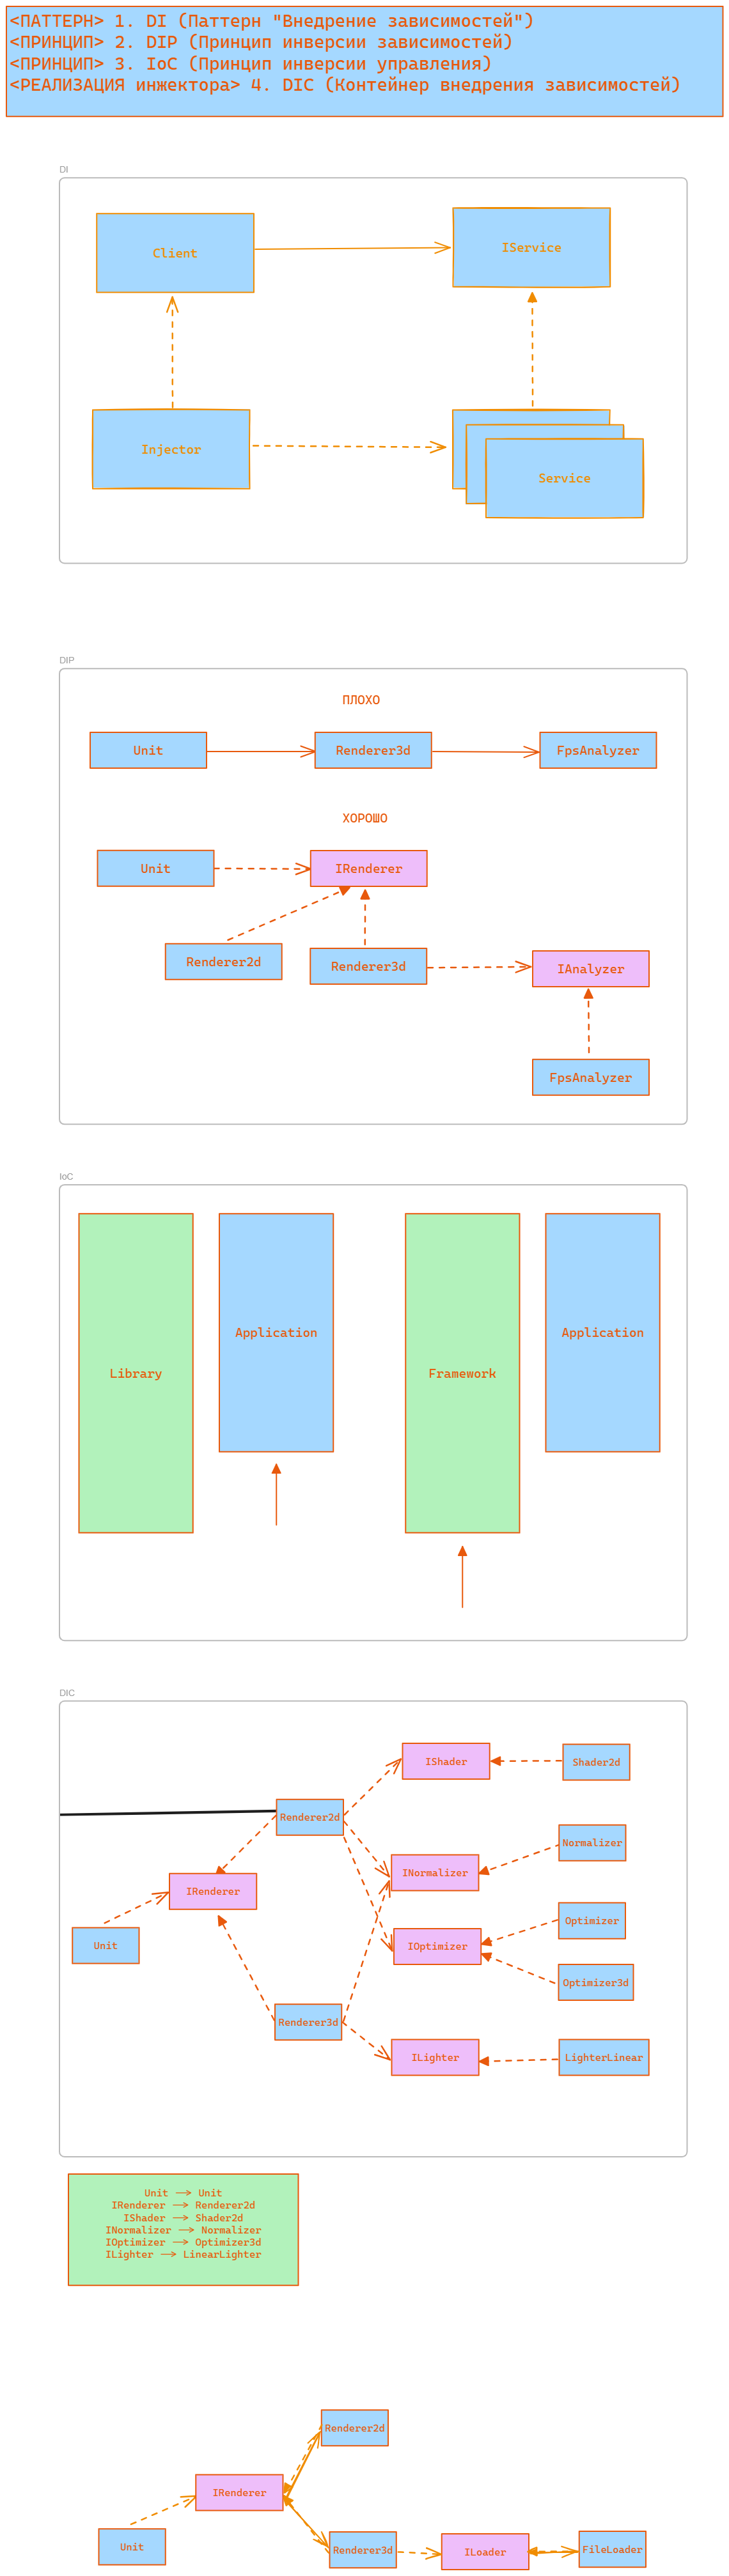 <ПАТТЕРН> 1. DI (Паттерн "Внедрение зависимостей")
<ПРИНЦИП> 2. DIP (Принцип инверсии зависимостей)
<ПРИНЦИП> 3. IoC (Принцип инверсии управления)
<РЕАЛИЗАЦИЯ инжектора> 4. DIC (Контейнер внедрения зависимостей)
DI
Client
IService
Injector
Service
DIP
ПЛОХО
Unit
Renderer3d
FpsAnalyzer
ХОРОШО
Unit
IRenderer
Renderer2d
Renderer3d
IAnalyzer
FpsAnalyzer
IoC
Application
Application
Library
Framework
DIC
IShader
Shader2d
Renderer2d
Normalizer
INormalizer
IRenderer
Optimizer
Unit
IOptimizer
Optimizer3d
Renderer3d
ILighter
LighterLinear
Unit —> Unit
IRenderer —> Renderer2d
IShader —> Shader2d
INormalizer —> Normalizer
IOptimizer —> Optimizer3d
ILighter —> LinearLighter
Renderer2d
IRenderer
Unit
Renderer3d
ILoader
FileLoader